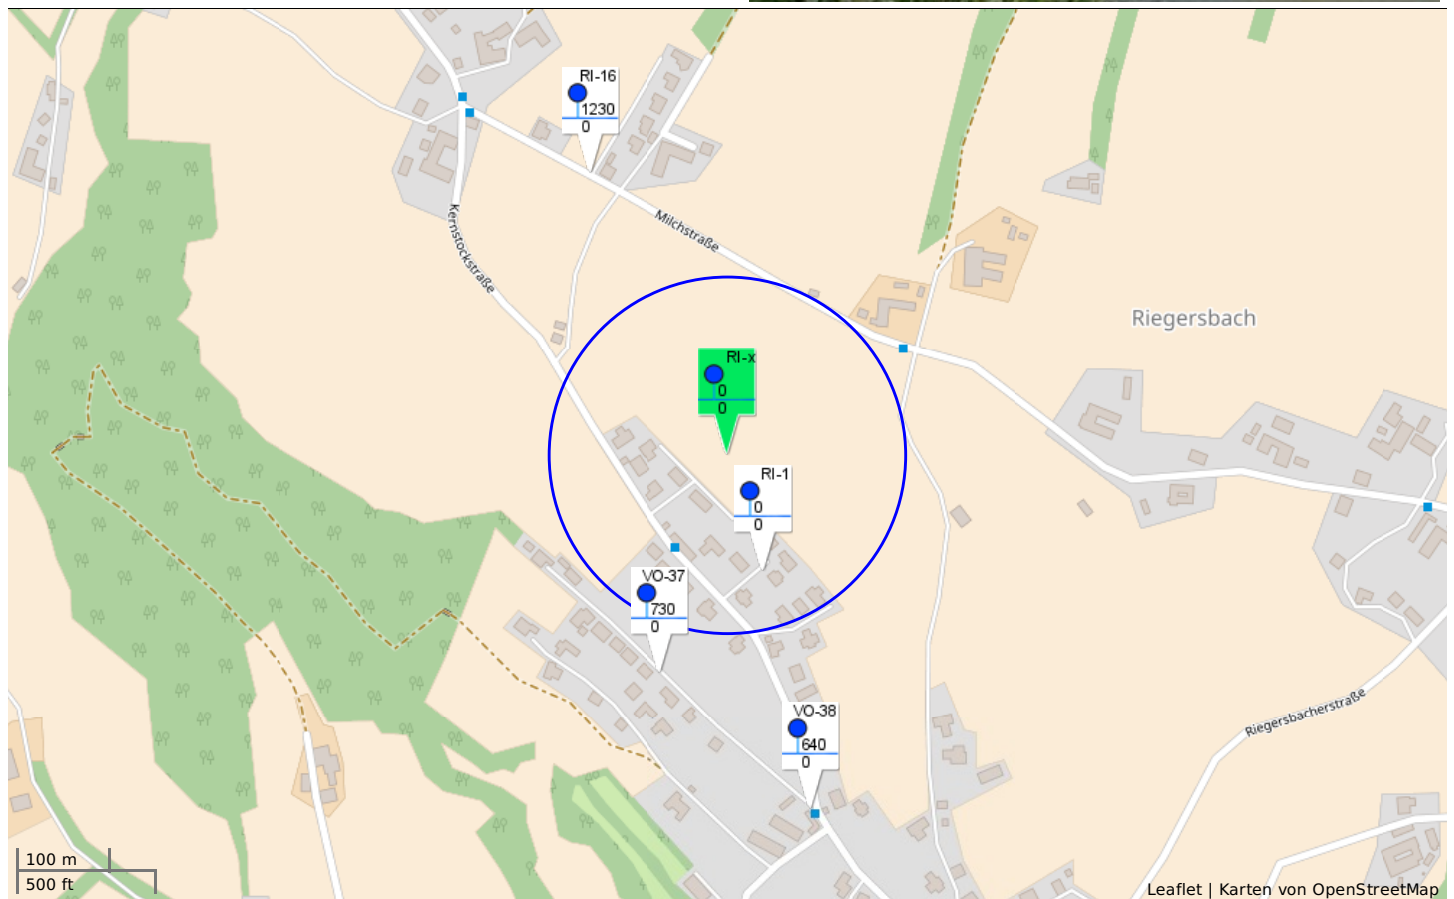 RI-16
1230
0
Milchstraße
Kernstockstraße
Riegersbach
RI-x
0
0
RI-1
0
0
VO-37
730
0
VO-38
640
0
Riegersbacherstraße
100 m
500 ft
Leaflet | Karten von OpenStreetMap